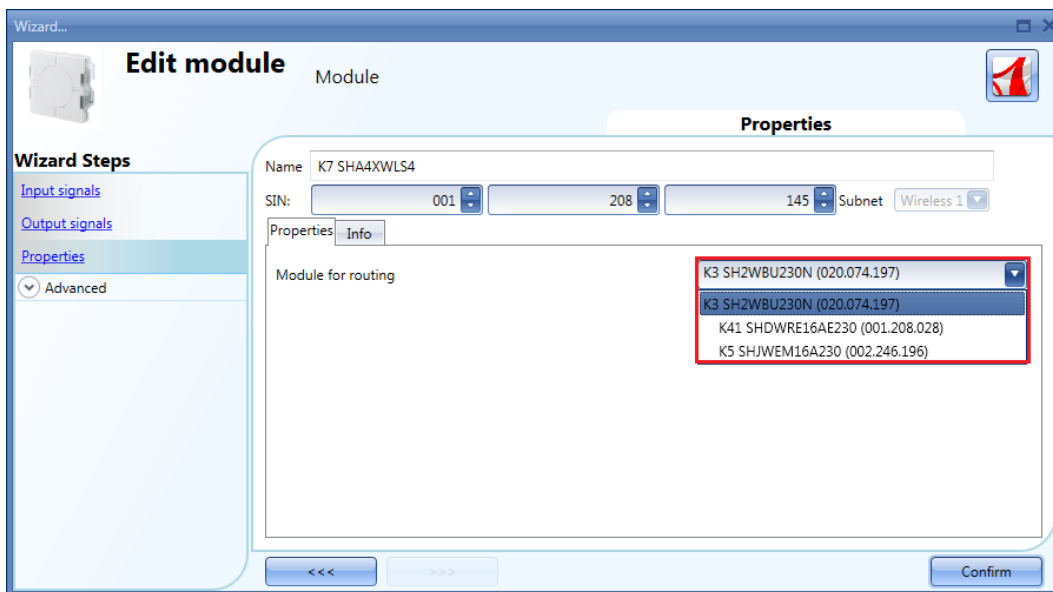 Wizard...
Edit module
Module
Properties
Wizard Steps
Input signals
Output signals
Properties
Advanced
Name K7 SHA4XWLS4
SIN: 001 208 145 Subnet Wireless 1
Properties Info
Module for routing K3 SH2WBU230N (020.074.197)
K3 SH2WBU230N (020.074.197)
K41 SHDWRE16AE230 (001.208.028)
K5 SHJWEM16A230 (002.246.196)
<<< >>> Confirm